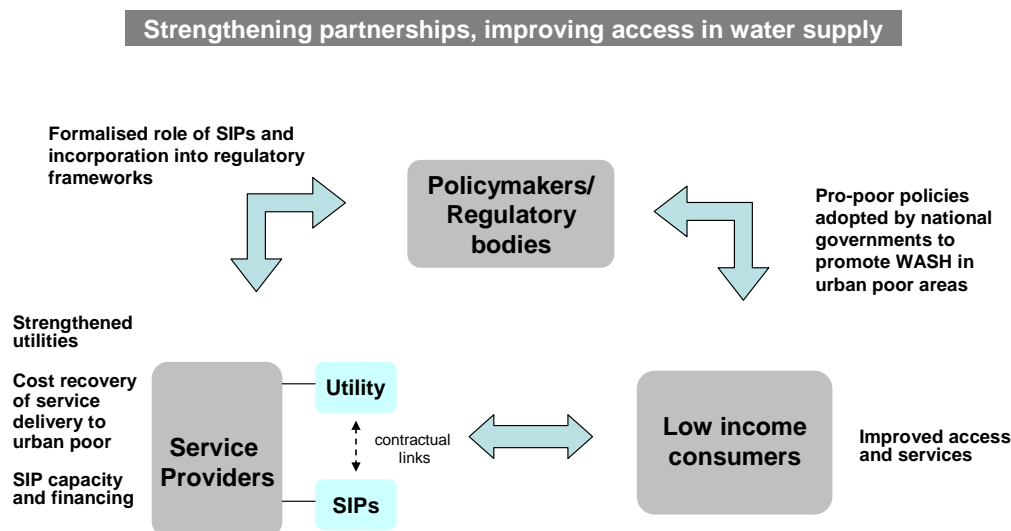 Strengthening partnerships, improving access in water supply
Formalised role of SIPs and
incorporation into regulatory
frameworks
Policymakers/
Regulatory
bodies
Pro-poor policies
adopted by national
governments to
promote WASH in
urban poor areas
Strengthened
utilities
Cost recovery
of service
delivery to
urban poor
SIP capacity
and financing
Service
Providers
Utility
contractual
links
SIPs
Low income
consumers
Improved access
and services